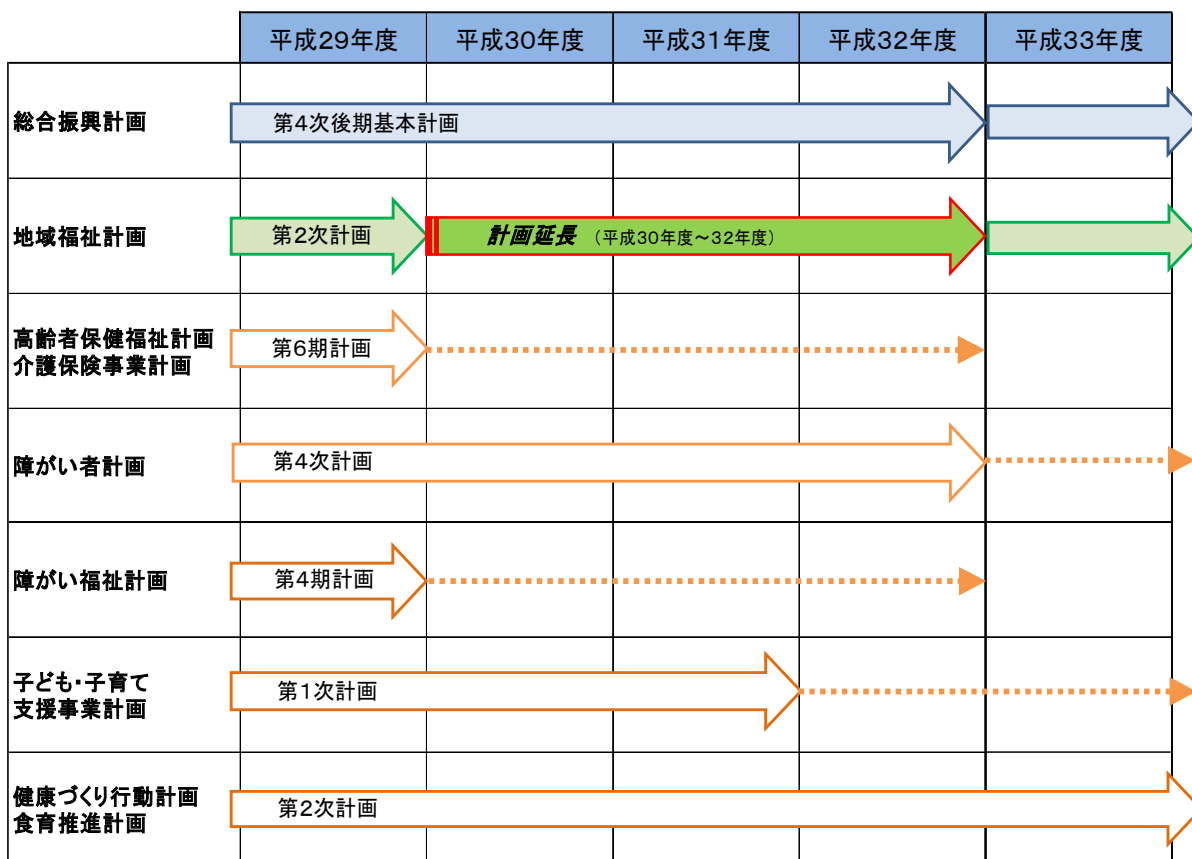 平成29年度 平成30年度 平成31年度 平成32年度 平成33年度
総合振興計画
第4次後期基本計画
地域福祉計画
第2次計画
計画延長 (平成30年度～32年度)
高齢者保健福祉計画
介護保険事業計画
第6期計画
障がい者計画
第4次計画
障がい福祉計画
第4期計画
子ども・子育て
支援事業計画
第1次計画
健康づくり行動計画
食育推進計画
第2次計画